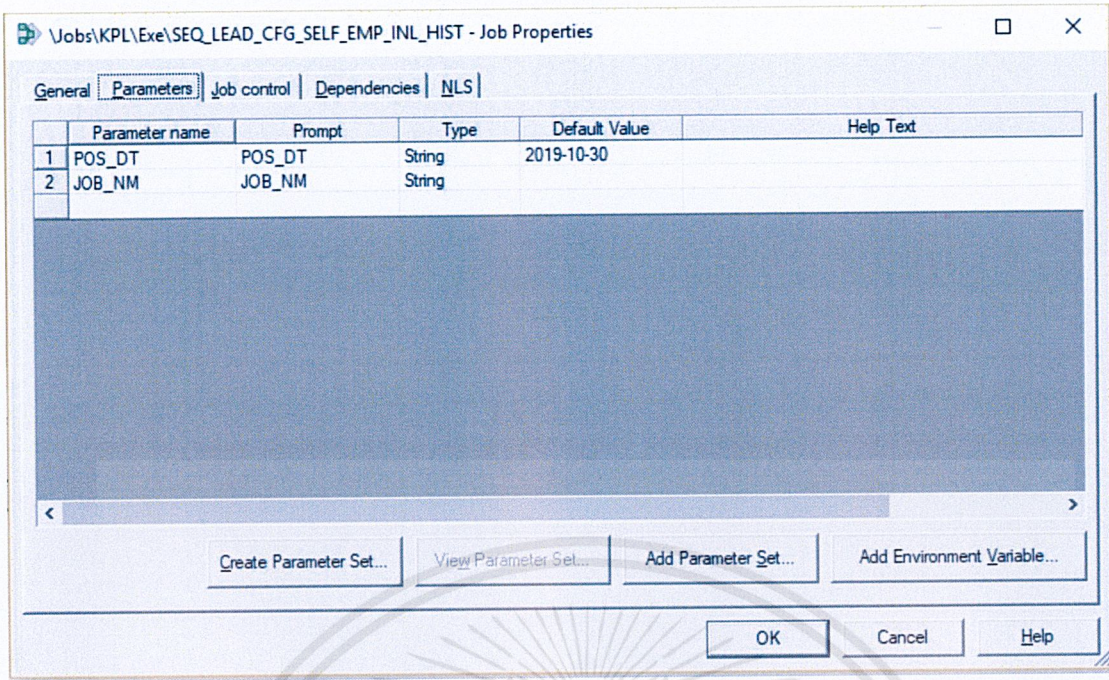 \Jobs\KPL\Exe\SEQ_LEAD_CFG_SELF_EMP_INL_HIST - Job Properties
General Parameters Job control Dependencies NLS
Parameter name Prompt Type Default Value Help Text
1 POS_DT POS_DT String 2019-10-30
2 JOB_NM JOB_NM String
Create Parameter Set... View Parameter Set... Add Parameter Set... Add Environment Variable...
OK Cancel Help